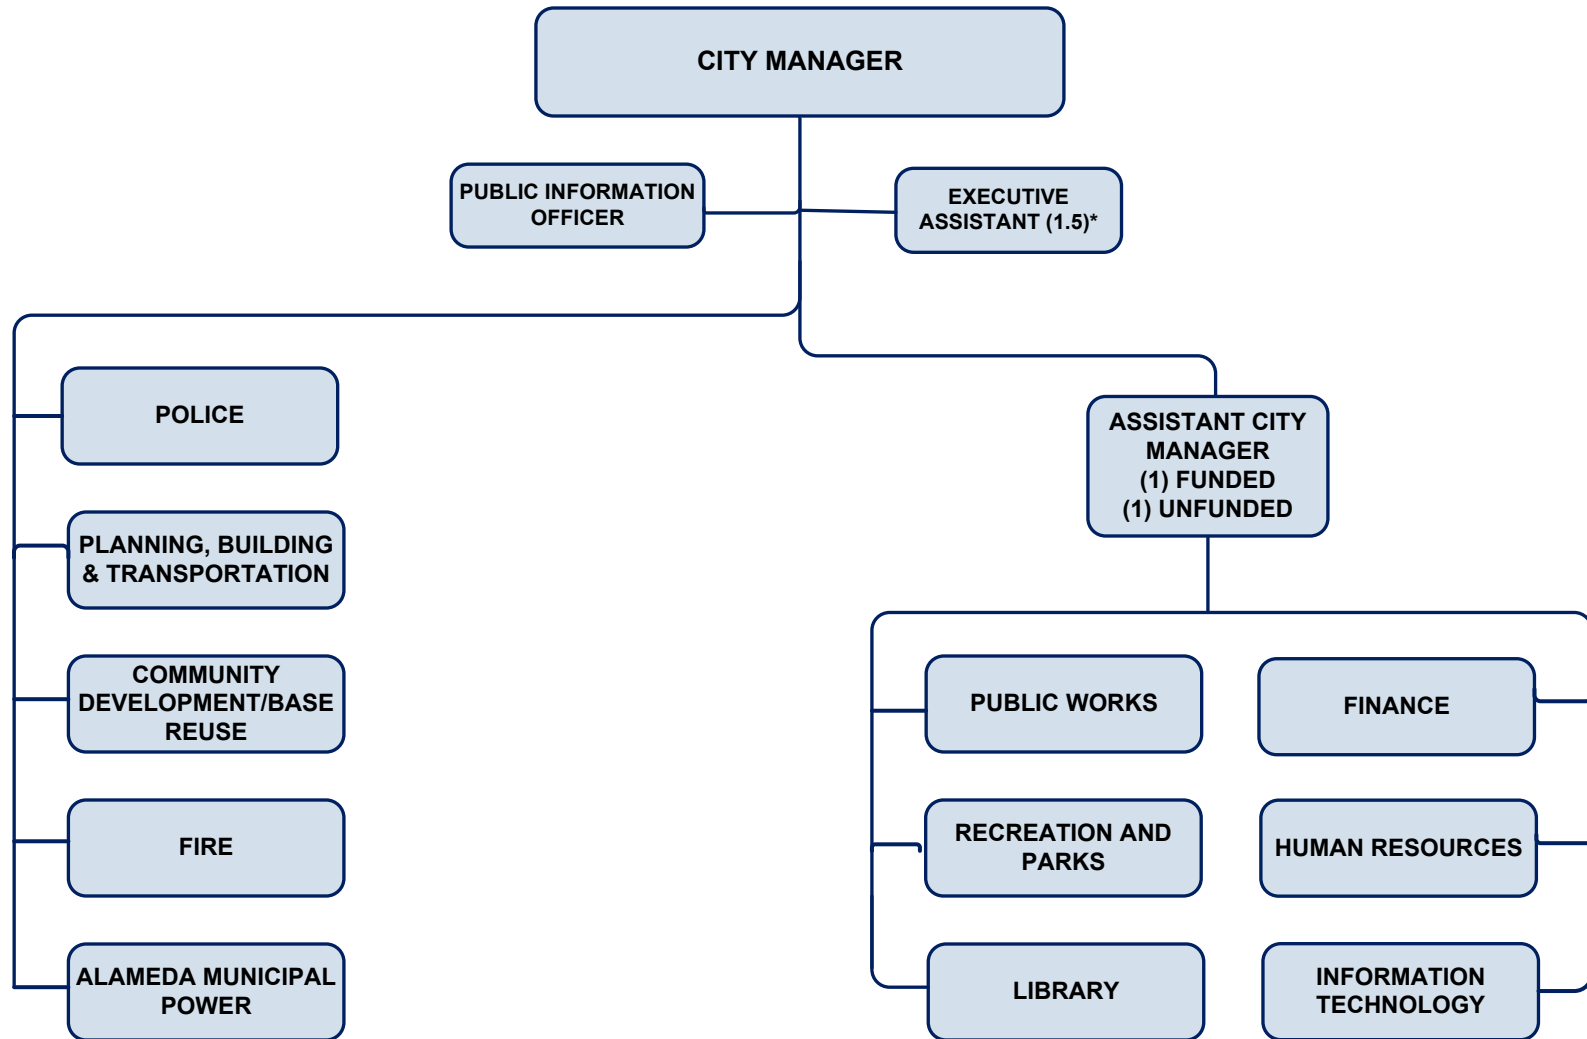 CITY MANAGER
PUBLIC INFORMATION
OFFICER
EXECUTIVE
ASSISTANT (1.5)*
POLICE
PLANNING, BUILDING
& TRANSPORTATION
COMMUNITY
DEVELOPMENT/BASE
REUSE
FIRE
ALAMEDA MUNICIPAL
POWER
ASSISTANT CITY
MANAGER
(1) FUNDED
(1) UNFUNDED
PUBLIC WORKS
FINANCE
RECREATION AND
PARKS
HUMAN RESOURCES
LIBRARY
INFORMATION
TECHNOLOGY